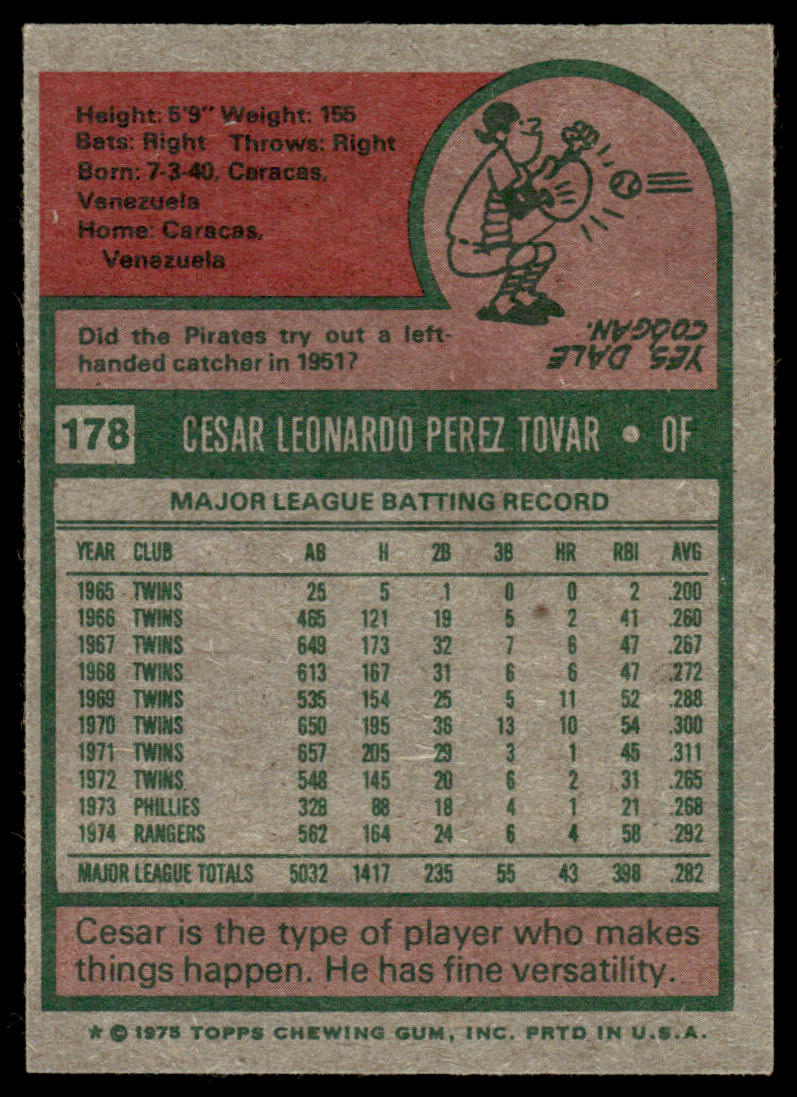 Height: 5'9" Weight: 155
Bats: Right Throws: Right
Born: 7-3-40, Caracas,
Venezuela
Home: Caracas,
Venezuela
Did the Pirates try out a left-
handed catcher in 1951?
YES, DALE
COOGAN.
178 CESAR LEONARDO PEREZ TOVAR • OF
MAJOR LEAGUE BATTING RECORD
YEAR CLUB AB H 2B 3B HR RBI AVG
1965 TWINS 25 5 1 0 0 2 .200
1966 TWINS 465 121 19 5 2 41 .260
1967 TWINS 649 173 32 7 6 47 .267
1968 TWINS 613 167 31 6 6 47 .272
1969 TWINS 535 154 25 5 11 52 .288
1970 TWINS 650 195 36 13 10 54 .300
1971 TWINS 657 205 29 3 1 45 .311
1972 TWINS 548 145 20 6 2 31 .265
1973 PHILLIES 328 88 18 4 1 21 .268
1974 RANGERS 562 164 24 6 4 58 .292
MAJOR LEAGUE TOTALS 5032 1417 235 55 43 398 .282
Cesar is the type of player who makes
things happen. He has fine versatility.
* © 1975 TOPPS CHEWING GUM, INC. PRTD IN U.S.A.